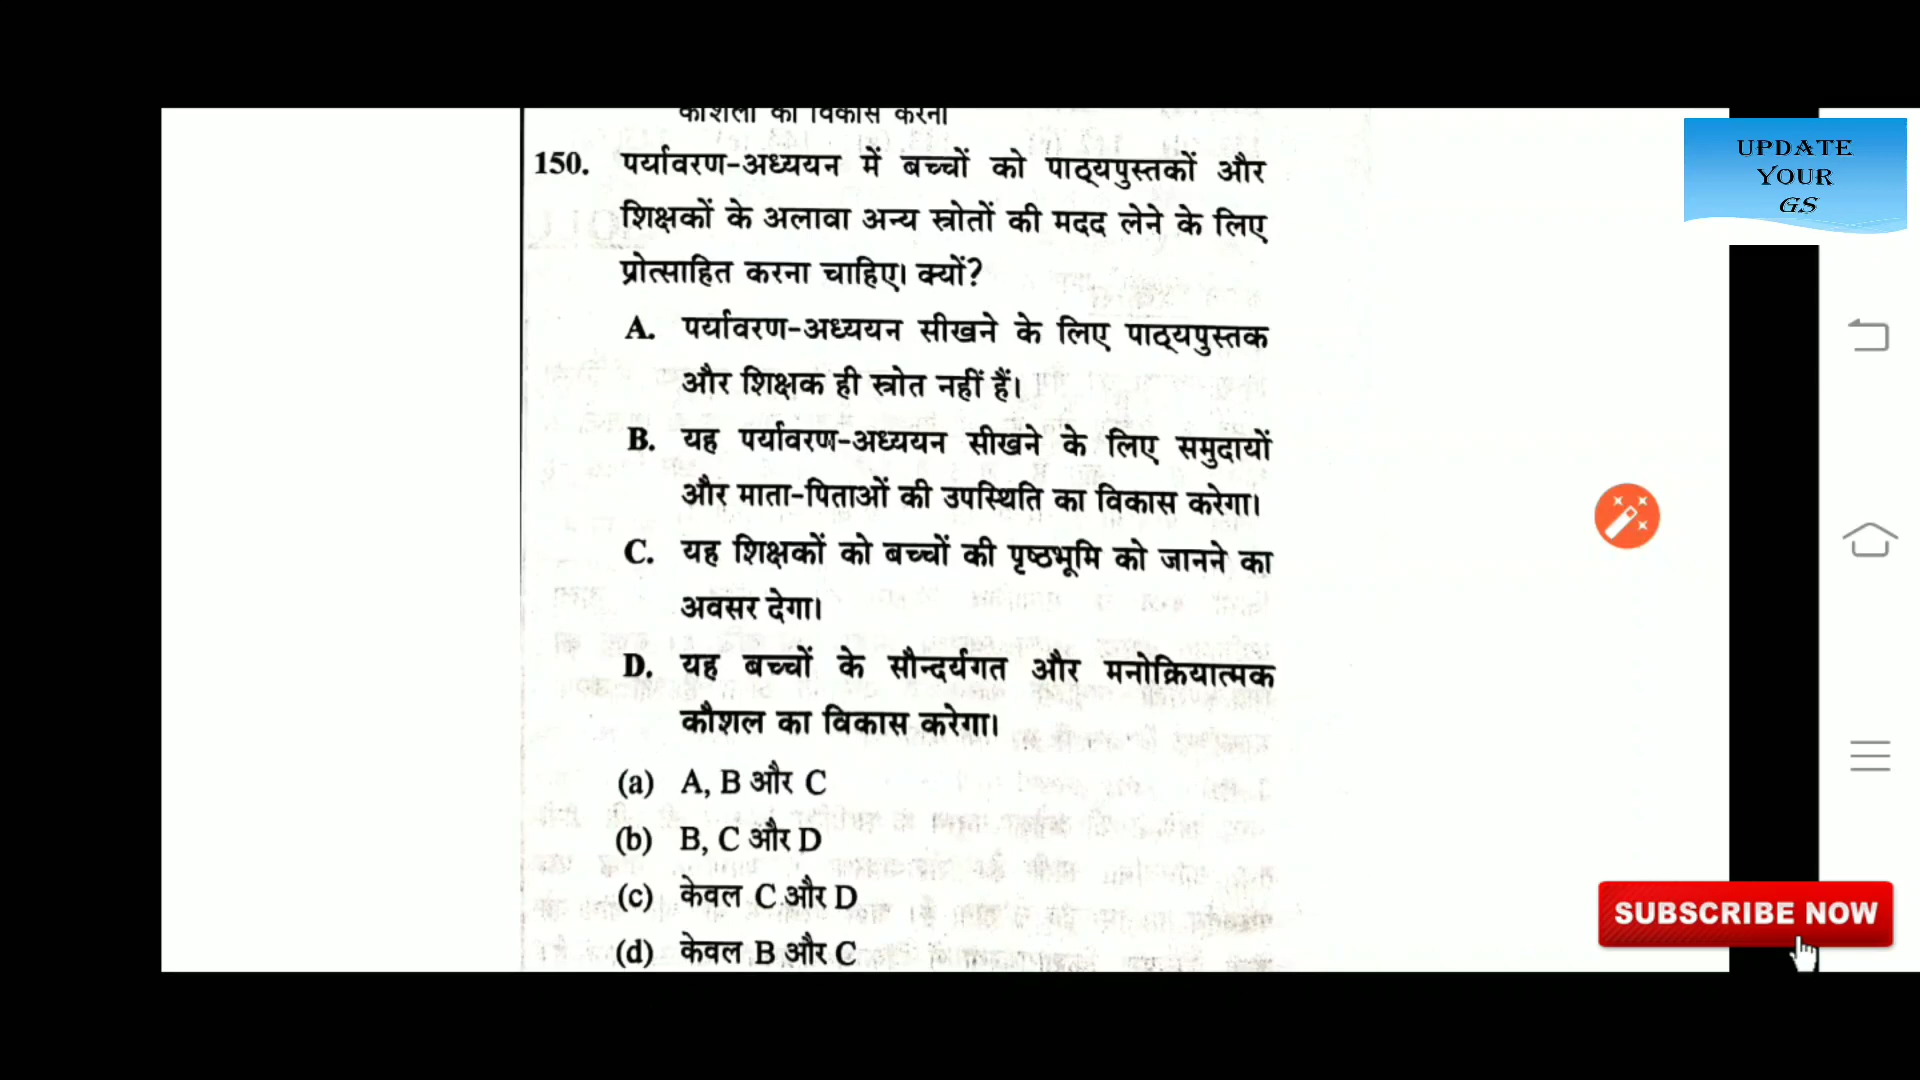 कौशलों का विकास करना
150. पर्यावरण-अध्ययन में बच्चों को पाठ्यपुस्तकों और
शिक्षकों के अलावा अन्य स्रोतों की मदद लेने के लिए
प्रोत्साहित करना चाहिए। क्यों?
A. पर्यावरण-अध्ययन सीखने के लिए पाठ्यपुस्तक
और शिक्षक ही स्रोत नहीं हैं।
B. यह पर्यावरण-अध्ययन सीखने के लिए समुदायों
और माता-पिताओं की उपस्थिति का विकास करेगा।
C. यह शिक्षकों को बच्चों की पृष्ठभूमि को जानने का
अवसर देगा।
D. यह बच्चों के सौन्दर्यगत और मनोक्रियात्मक
कौशल का विकास करेगा।
(a) A, B और C
(b) B, C और D
(c) केवल C और D
(d) केवल B और C
UPDATE
YOUR
GS
SUBSCRIBE NOW